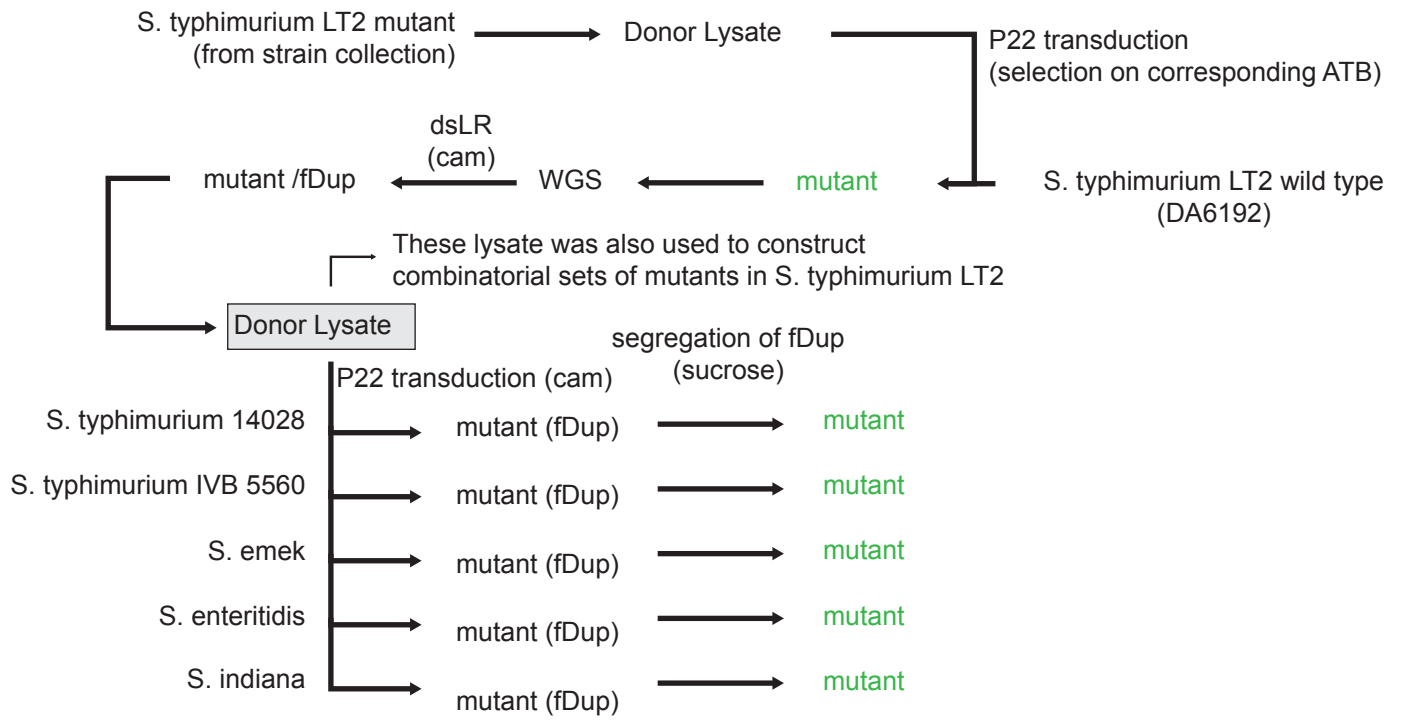 S. typhimurium LT2 mutant
(from strain collection)
Donor Lysate
P22 transduction
(selection on corresponding ATB)
dsLR
(cam)
mutant /fDup
WGS
mutant
S. typhimurium LT2 wild type
(DA6192)
These lysate was also used to construct
combinatorial sets of mutants in S. typhimurium LT2
Donor Lysate
segregation of fDup
(sucrose)
P22 transduction (cam)
S. typhimurium 14028
mutant (fDup)
mutant
S. typhimurium IVB 5560
mutant (fDup)
mutant
S. emek
mutant (fDup)
mutant
S. enteritidis
mutant (fDup)
mutant
S. indiana
mutant (fDup)
mutant